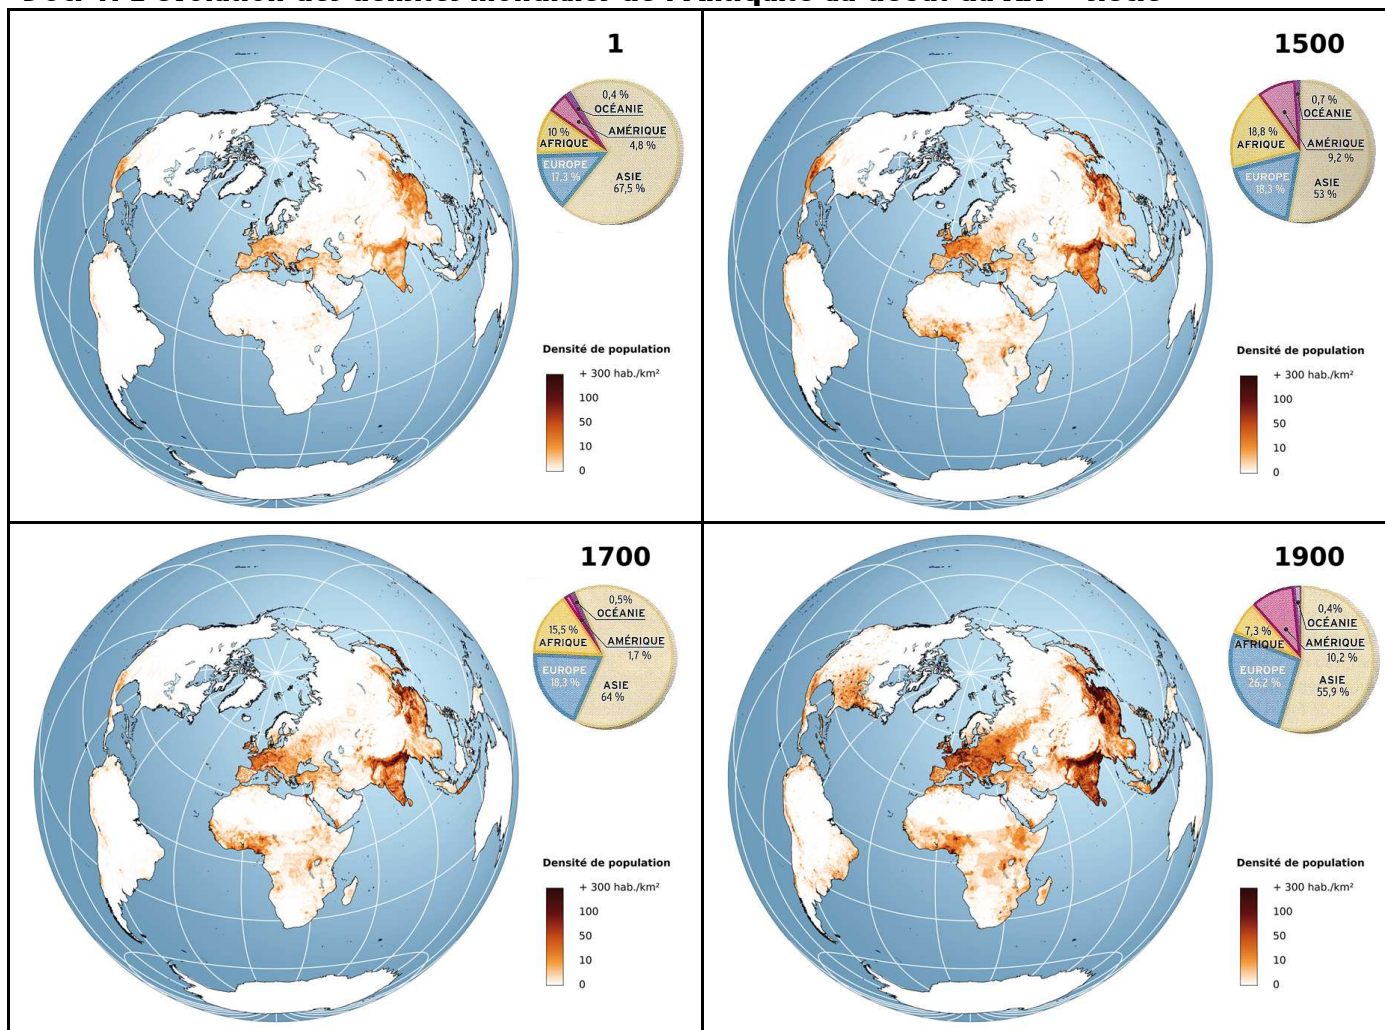 1
0,4 %
OCÉANIE
AMÉRIQUE
4,8 %
10 %
AFRIQUE
EUROPE
17,3 %
ASIE
67,5 %
Densité de population
+ 300 hab./km²
100
50
10
0
1500
0,7 %
OCÉANIE
AMÉRIQUE
9,2 %
18,8 %
AFRIQUE
EUROPE
18,3 %
ASIE
53 %
Densité de population
+ 300 hab./km²
100
50
10
0
1700
0,5%
OCÉANIE
AMÉRIQUE
1,7 %
15,5 %
AFRIQUE
EUROPE
18,3 %
ASIE
64 %
Densité de population
+ 300 hab./km²
100
50
10
0
1900
0,4%
OCÉANIE
AMÉRIQUE
10,2 %
7,3 %
AFRIQUE
EUROPE
26,2 %
ASIE
55,9 %
Densité de population
+ 300 hab./km²
100
50
10
0